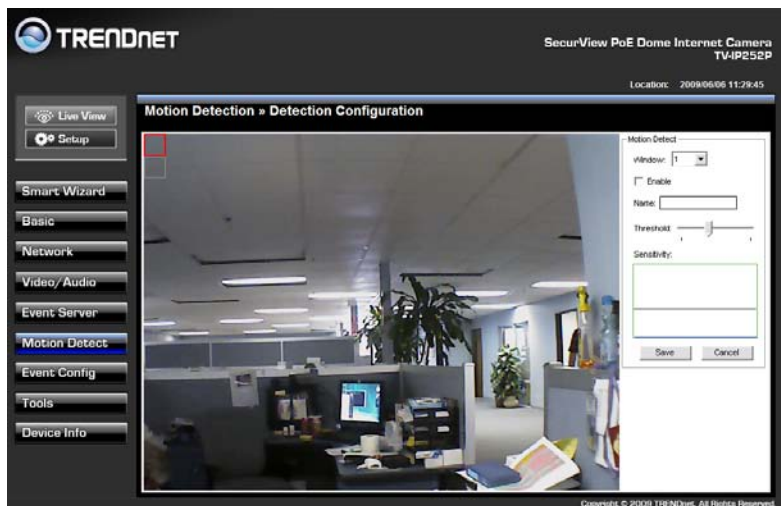 TRENDNET
SecurView PoE Dome Internet Camera
TV-IP252P
Location: 2009/06/06 11:29:45
Live View
Setup
Motion Detection » Detection Configuration
Smart Wizard
Basic
Network
Video/Audio
Event Server
Motion Detect
Event Config
Tools
Device Info
Motion Detect
Window: 1
Enable
Name:
Threshold
Sensitivity:
Save Cancel
Copyright © 2009 TRENDnet. All Rights Reserved.